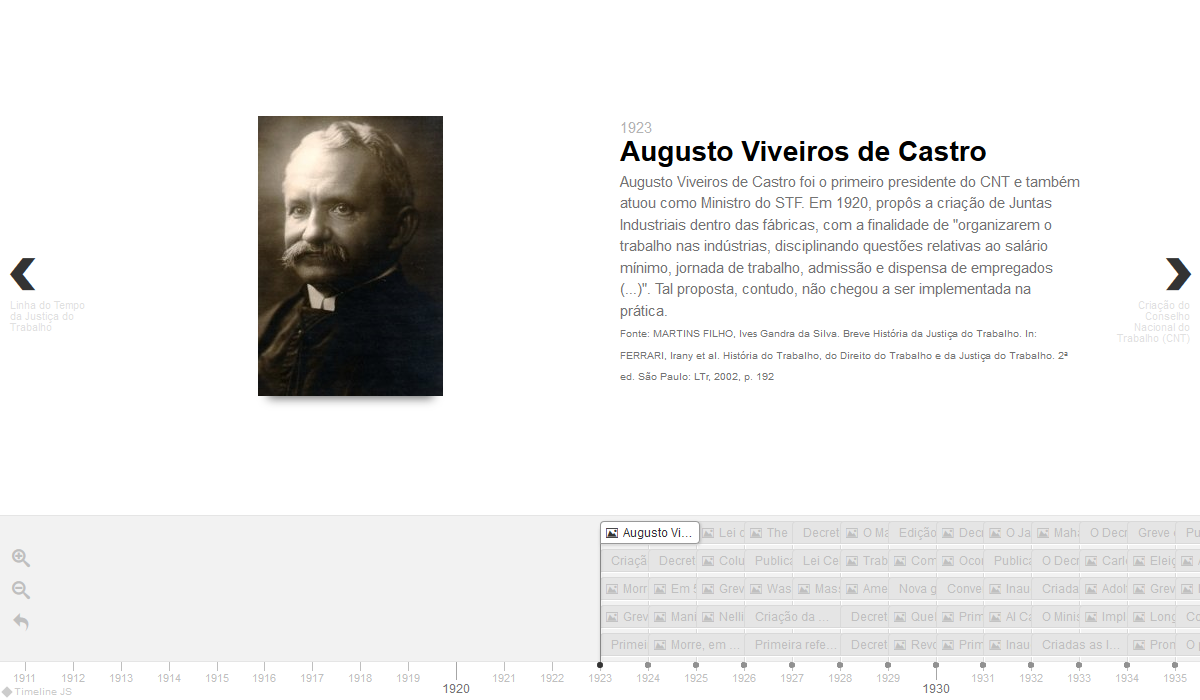 1923
Augusto Viveiros de Castro
Augusto Viveiros de Castro foi o primeiro presidente do CNT e também
atuou como Ministro do STF. Em 1920, propôs a criação de Juntas
Industriais dentro das fábricas, com a finalidade de "organizarem o
trabalho nas indústrias, disciplinando questões relativas ao salário
mínimo, jornada de trabalho, admissão e dispensa de empregados
(...)". Tal proposta, contudo, não chegou a ser implementada na
prática.
Fonte: MARTINS FILHO, Ives Gandra da Silva. Breve História da Justiça do Trabalho. In:
FERRARI, Irany et al. História do Trabalho, do Direito do Trabalho e da Justiça do Trabalho. 2ª
ed. São Paulo: LTr, 2002, p. 192
Linha do Tempo
da Justiça do
Trabalho
Criação do
Conselho
Nacional do
Trabalho (CNT)
Augusto Vi... Lei The Decret O Ma Edição Decr O Ja Mah O Decr Greve Pu
Criaçã Decret Colu Publica Lei Ce Trab Com Ocor Publica O Decr Carl Eleiç
Morr Em Grev Was Mass Ame Nova g Conve Inau Criada Adol Grev
Grev Mani Nelli Criação da ... Decret Quel Prim Al Ca O Minis Impl Long Co
Primei Morre, em ... Primeira refe... Decret Revo Prim Inau Criadas as I... Pron O p
1911 1912 1913 1914 1915 1916 1917 1918 1919 1920 1921 1922 1923 1924 1925 1926 1927 1928 1929 1930 1931 1932 1933 1934 1935
Timeline JS